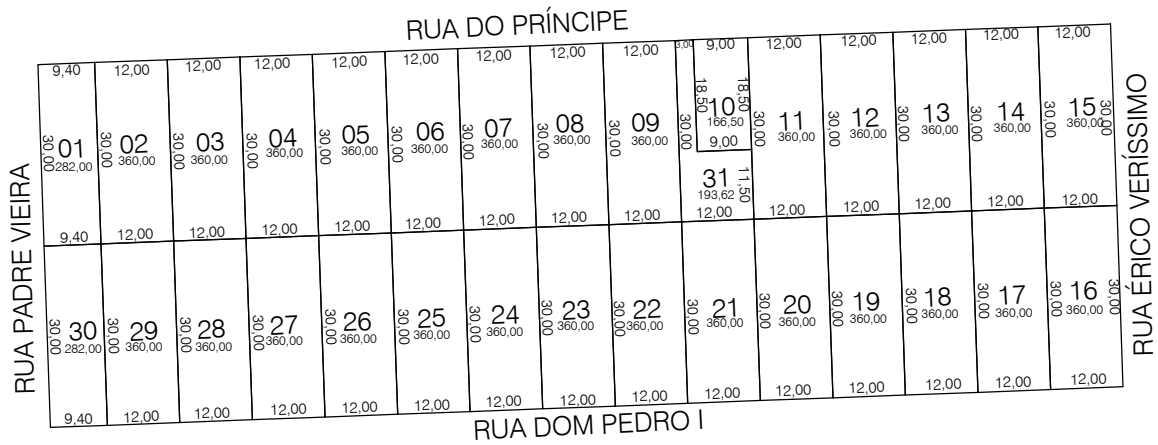 RUA DO PRÍNCIPE
9,40 12,00 12,00 12,00 12,00 12,00 12,00 12,00 12,00 3,00 9,00 12,00 12,00 12,00 12,00 12,00
30,00 01 282,00
30,00 02 360,00
30,00 03 360,00
30,00 04 360,00
30,00 05 360,00
30,00 06 360,00
30,00 07 360,00
30,00 08 360,00
30,00 09 360,00
30,00
18,50 10 18,50
166,50
9,00
31 11,50
193,62
30,00 11 360,00
30,00 12 360,00
30,00 13 360,00
30,00 14 360,00
30,00 15 30,00
360,00
9,40 12,00 12,00 12,00 12,00 12,00 12,00 12,00 12,00 12,00 12,00 12,00 12,00 12,00 12,00
30,00 30 282,00
30,00 29 360,00
30,00 28 360,00
30,00 27 360,00
30,00 26 360,00
30,00 25 360,00
30,00 24 360,00
30,00 23 360,00
30,00 22 360,00
30,00 21 360,00
30,00 20 360,00
30,00 19 360,00
30,00 18 360,00
30,00 17 360,00
30,00 16 30,00
360,00
9,40 12,00 12,00 12,00 12,00 12,00 12,00 12,00 12,00 12,00 12,00 12,00 12,00 12,00 12,00
RUA DOM PEDRO I
RUA PADRE VIEIRA
RUA ÉRICO VERÍSSIMO